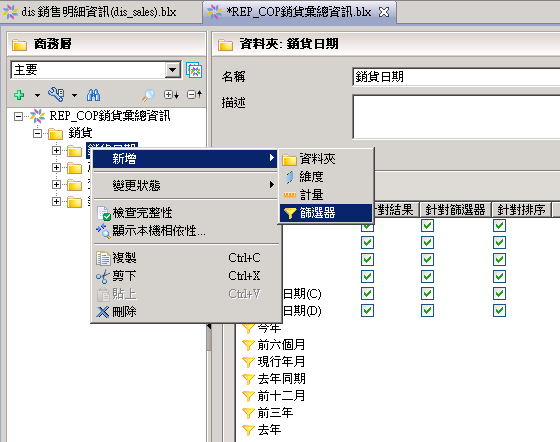 dis 銷售明細資訊(dis_sales).blx
*REP_COP銷貨彙總資訊.blx
商務層
資料夾: 銷貨日期
主要
名稱
銷貨日期
描述
REP_COP銷貨彙總資訊
銷貨
新增
資料夾
維度
計量
篩選器
變更狀態
檢查完整性
顯示本機相依性...
複製 Ctrl+C
剪下 Ctrl+X
貼上 Ctrl+V
刪除
對結果 針對篩選器 針對排序
日期(C)
日期(D)
今年
前六個月
現行年月
去年同期
前十二月
前三年
去年